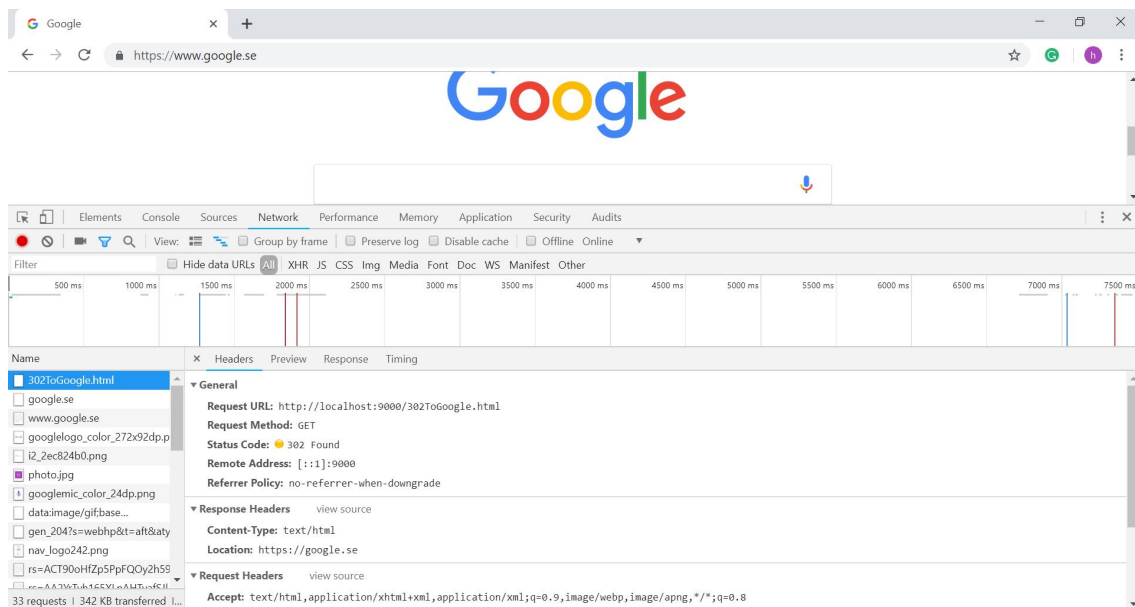 Google
https://www.google.se
h
Google
Elements Console Sources Network Performance Memory Application Security Audits
View: Group by frame Preserve log Disable cache Offline Online
Filter Hide data URLs All XHR JS CSS Img Media Font Doc WS Manifest Other
500 ms 1000 ms 1500 ms 2000 ms 2500 ms 3000 ms 3500 ms 4000 ms 4500 ms 5000 ms 5500 ms 6000 ms 6500 ms 7000 ms 7500 ms
Name
302ToGoogle.html
google.se
www.google.se
googlelogo_color_272x92dp.p
i2_2ec824b0.png
photo.jpg
googlemic_color_24dp.png
data:image/gif;base...
gen_204?s=webhp&t=aft&aty
nav_logo242.png
rs=ACT90oHfZp5PpFQOy2h59
33 requests | 342 KB transferred | ...
Headers Preview Response Timing
General
Request URL: http://localhost:9000/302ToGoogle.html
Request Method: GET
Status Code: 302 Found
Remote Address: [::1]:9000
Referrer Policy: no-referrer-when-downgrade
Response Headers view source
Content-Type: text/html
Location: https://google.se
Request Headers view source
Accept: text/html,application/xhtml+xml,application/xml;q=0.9,image/webp,image/apng,*/*;q=0.8